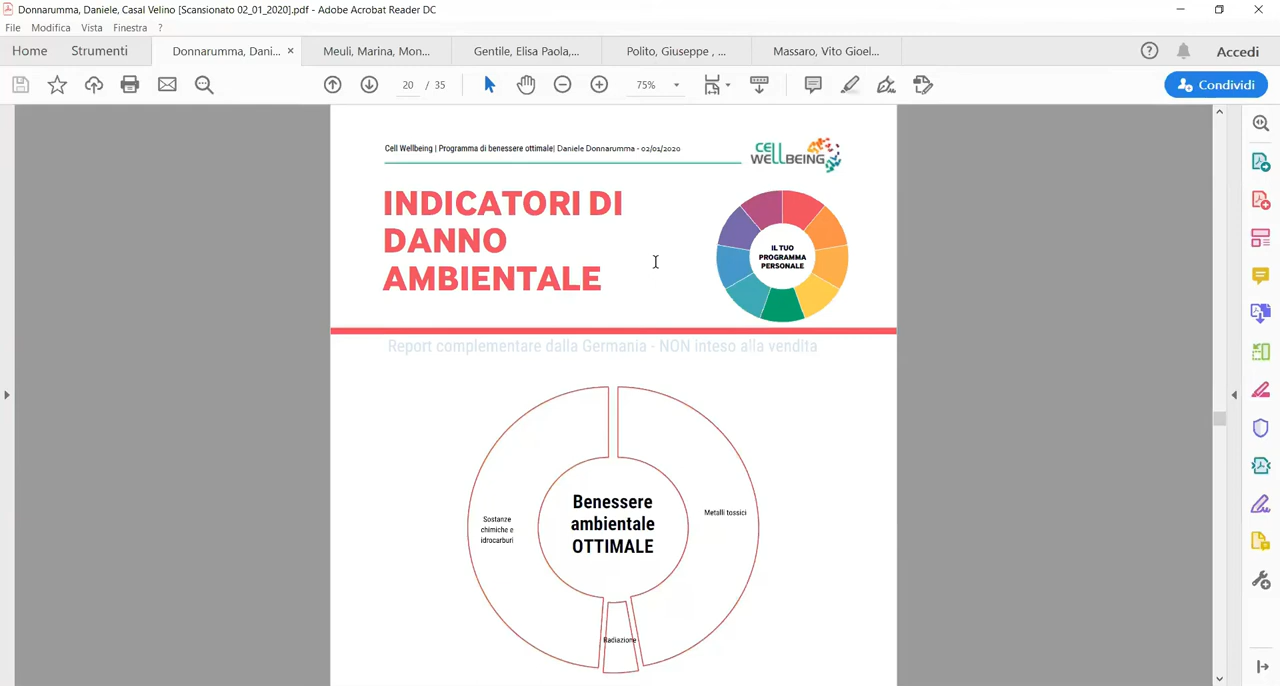 Donnarumma, Daniele, Casal Velino [Scansionato 02_01_2020].pdf - Adobe Acrobat Reader DC
File Modifica Vista Finestra ?
Home Strumenti Donnarumma, Dani... × Meuli, Marina, Mon... Gentile, Elisa Paola,... Polito, Giuseppe , ... Massaro, Vito Gioel... Accedi
20 / 35 75% Condividi
Cell Wellbeing | Programma di benessere ottimale| Daniele Donnarumma - 02/01/2020
CELL
WELLBEING
INDICATORI DI
DANNO
AMBIENTALE
IL TUO
PROGRAMMA
PERSONALE
Report complementare dalla Germania - NON inteso alla vendita
Benessere
ambientale
OTTIMALE
Sostanze
chimiche e
idrocarburi
Metalli tossici
Radiazione